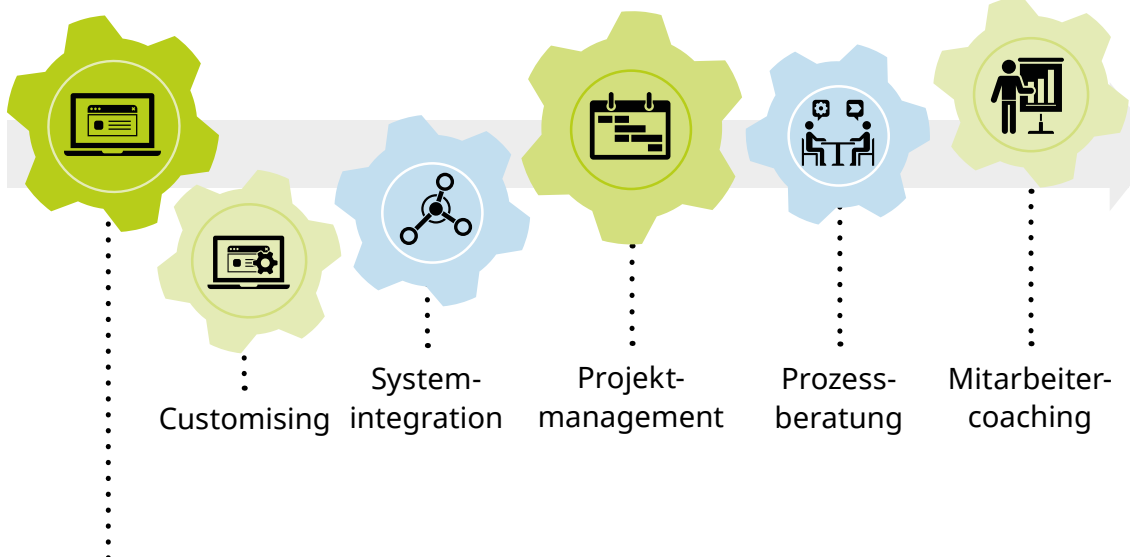 Customising
System-
integration
Projekt-
management
Prozess-
beratung
Mitarbeiter-
coaching